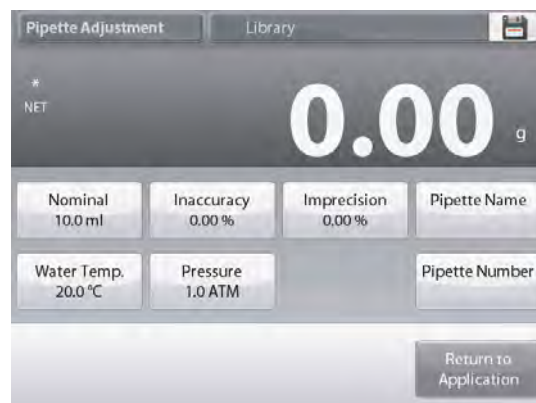 Pipette Adjustment Library
*
NET
0.00 g
Nominal Inaccuracy Imprecision Pipette Name
10.0 ml 0.00 % 0.00 %
Water Temp. Pressure Pipette Number
20.0 °C 1.0 ATM
Return to
Application